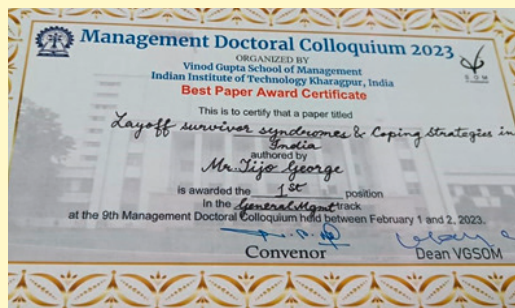 Management Doctoral Colloquium 2023
ORGANIZED BY
Vinod Gupta School of Management
Indian Institute of Technology Kharagpur, India
Best Paper Award Certificate
This is to certify that a paper titled
Layoff survivor syndromes & Coping Strategies in
India
authored by
Mr. Tijo George
is awarded the 1st position
In the General Mgmt track
at the 9th Management Doctoral Colloquium held between February 1 and 2, 2023.
Convenor
Dean VGSOM